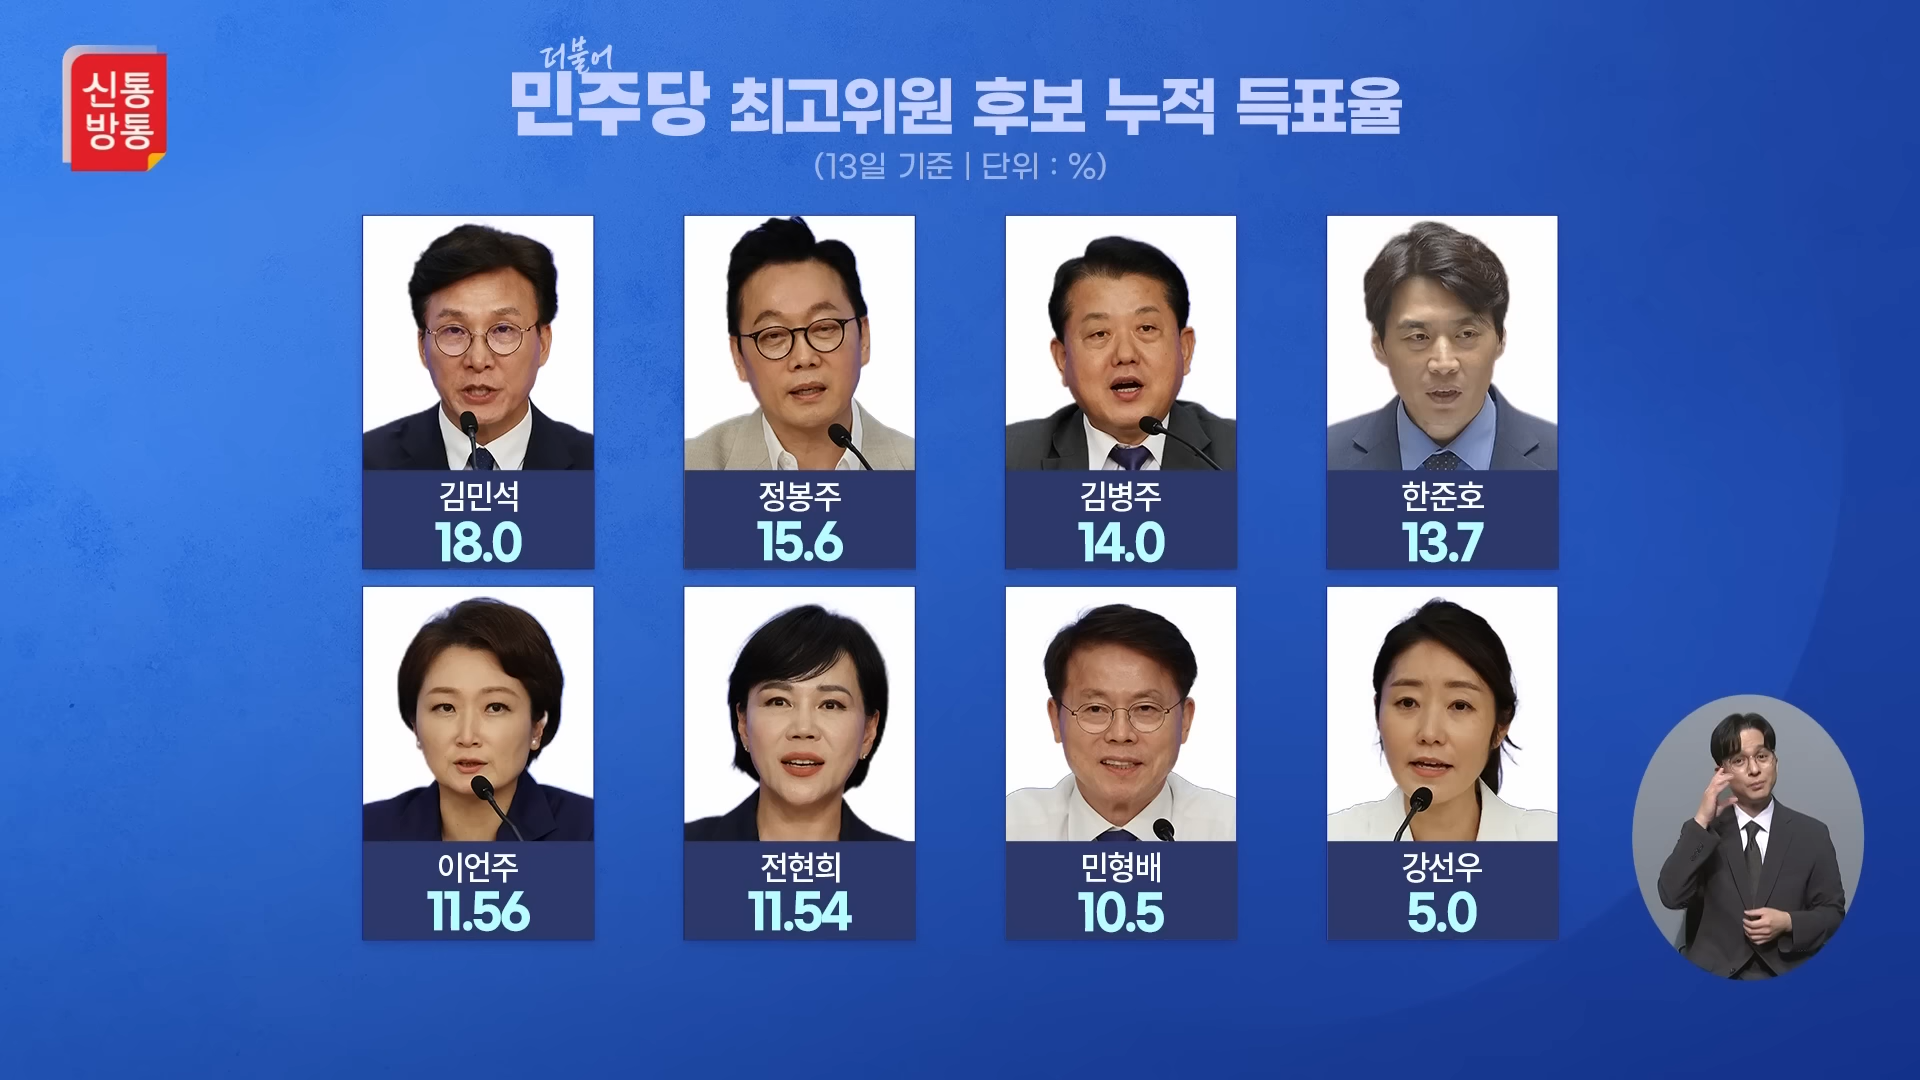 신통
방통
더불어
민주당 최고위원 후보 누적 득표율
(13일 기준 | 단위 : %)
김민석
18.0
정봉주
15.6
김병주
14.0
한준호
13.7
이언주
11.56
전현희
11.54
민형배
10.5
강선우
5.0